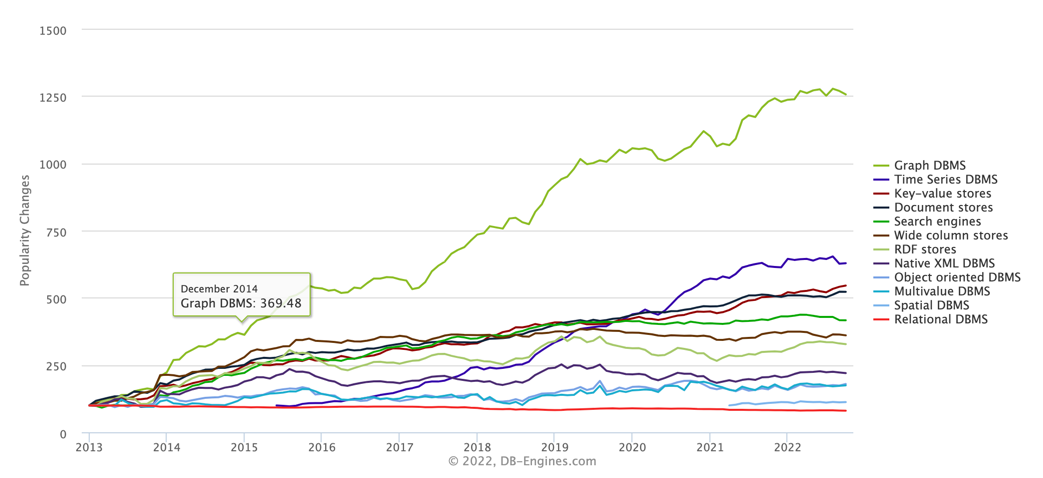 1500
1250
1000
750
500
250
0
Popularity Changes
December 2014
Graph DBMS: 369.48
2013 2014 2015 2016 2017 2018 2019 2020 2021 2022
© 2022, DB-Engines.com
Graph DBMS
Time Series DBMS
Key-value stores
Document stores
Search engines
Wide column stores
RDF stores
Native XML DBMS
Object oriented DBMS
Multivalue DBMS
Spatial DBMS
Relational DBMS